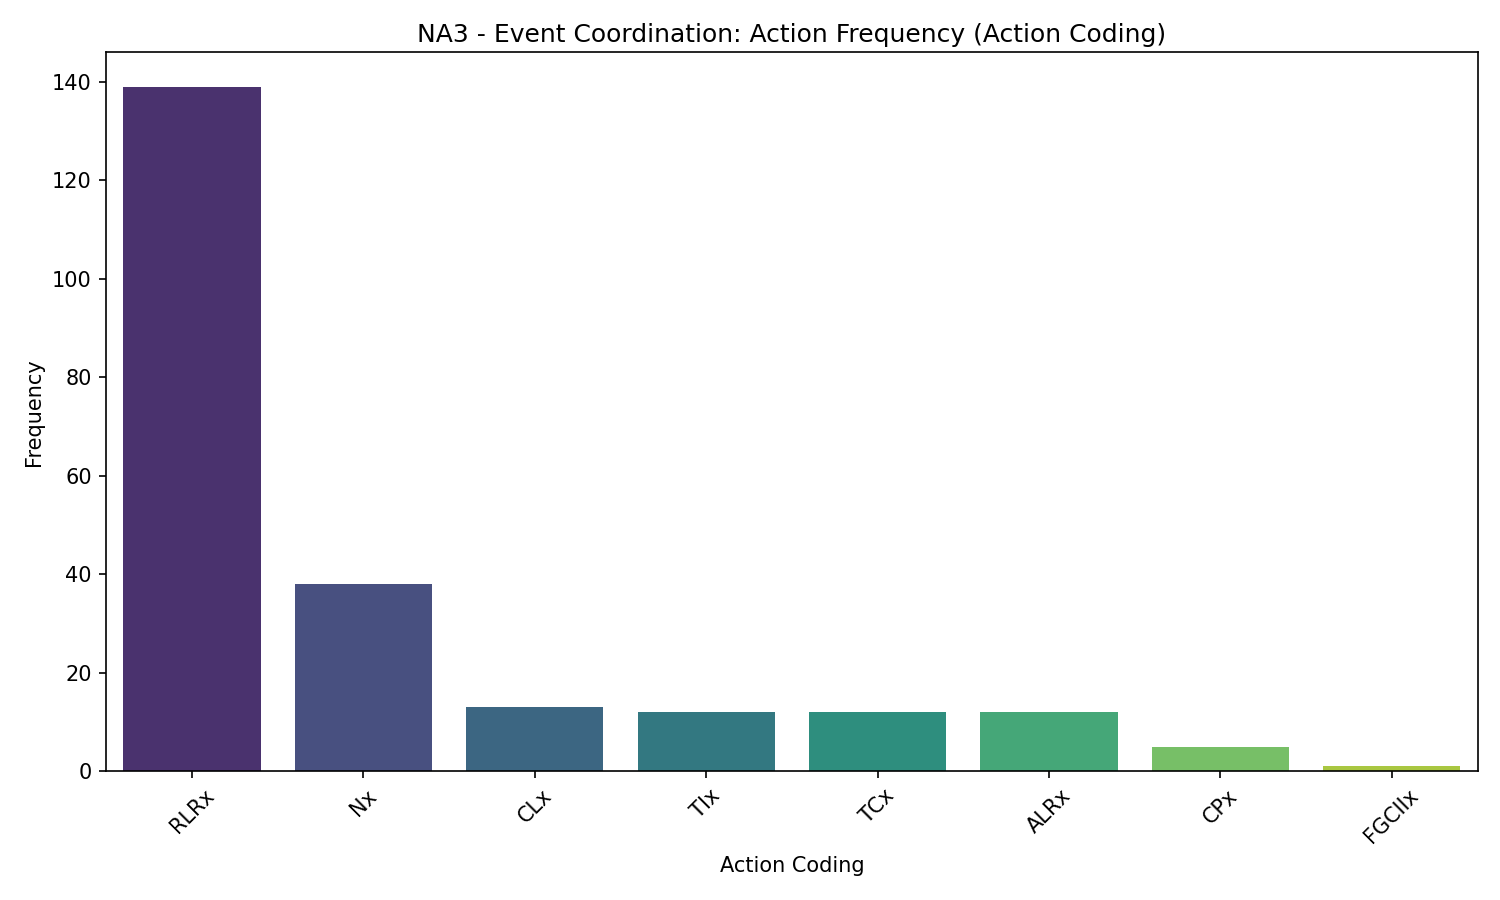 NA3 - Event Coordination: Action Frequency (Action Coding)
Frequency
140
120
100
80
60
40
20
0
RLRx
Nx
CLx
TIx
TCx
ALRx
CPx
FGCIIx
Action Coding